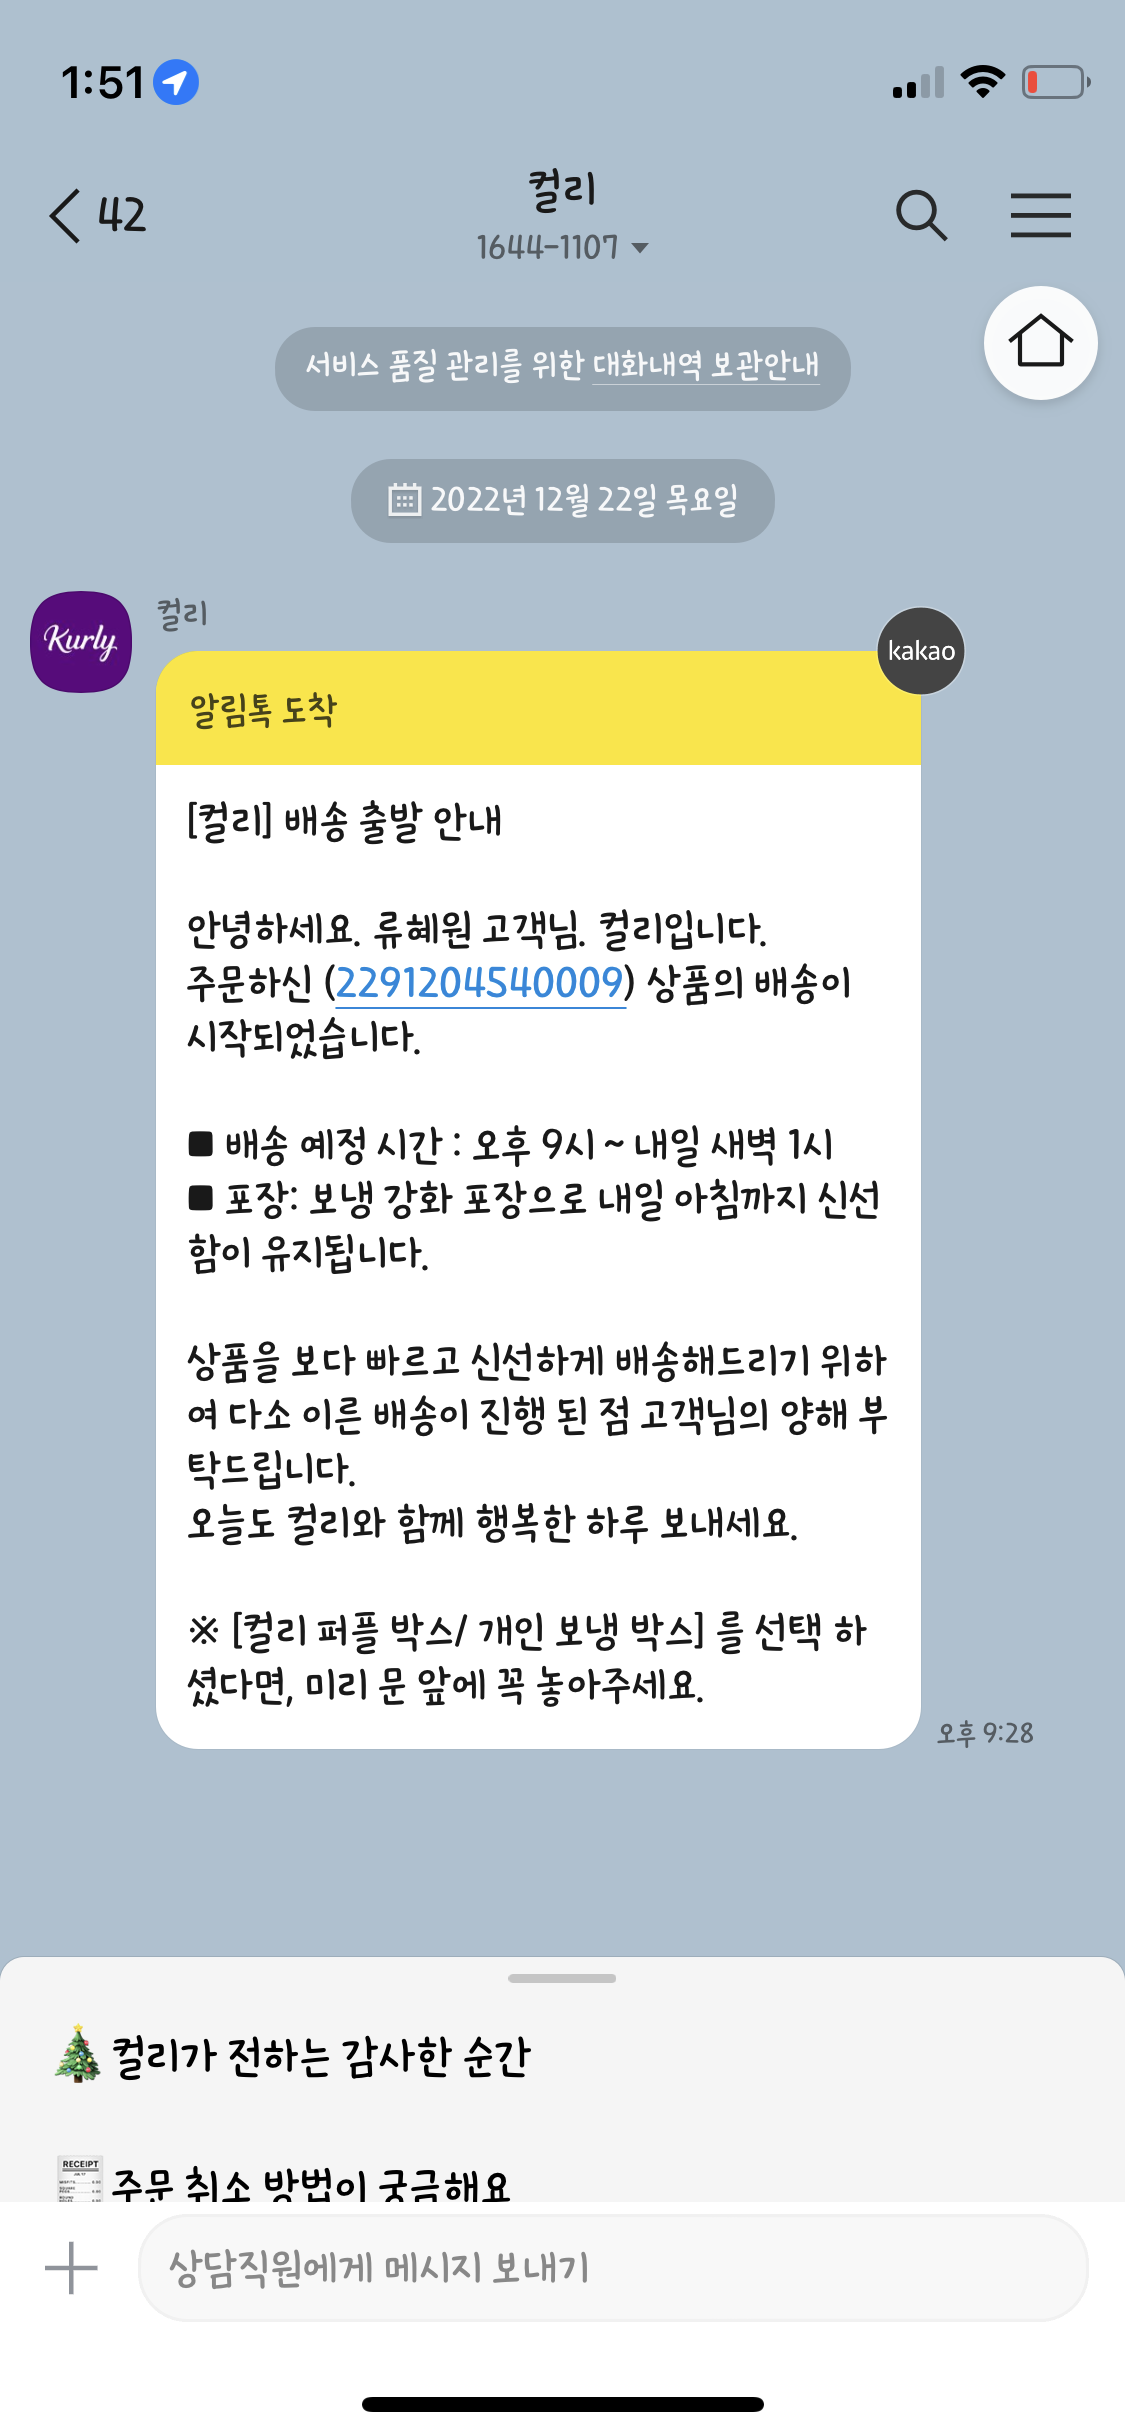 1:51
42
컬리
1644-1107
서비스 품질 관리를 위한 대화내역 보관안내
2022년 12월 22일 목요일
Kurly
컬리
kakao
알림톡 도착
[컬리] 배송 출발 안내
안녕하세요. 류혜원 고객님. 컬리입니다.
주문하신 (2291204540009) 상품의 배송이
시작되었습니다.
■ 배송 예정 시간 : 오후 9시 ~ 내일 새벽 1시
■ 포장: 보냉 강화 포장으로 내일 아침까지 신선
함이 유지됩니다.
상품을 보다 빠르고 신선하게 배송해드리기 위하
여 다소 이른 배송이 진행 된 점 고객님의 양해 부
탁드립니다.
오늘도 컬리와 함께 행복한 하루 보내세요.
※ [컬리 퍼플 박스/ 개인 보냉 박스] 를 선택 하
셨다면, 미리 문 앞에 꼭 놓아주세요.
오후 9:28
컬리가 전하는 감사한 순간
RECEIPT
주문 취소 방법이 궁금해요
상담직원에게 메시지 보내기